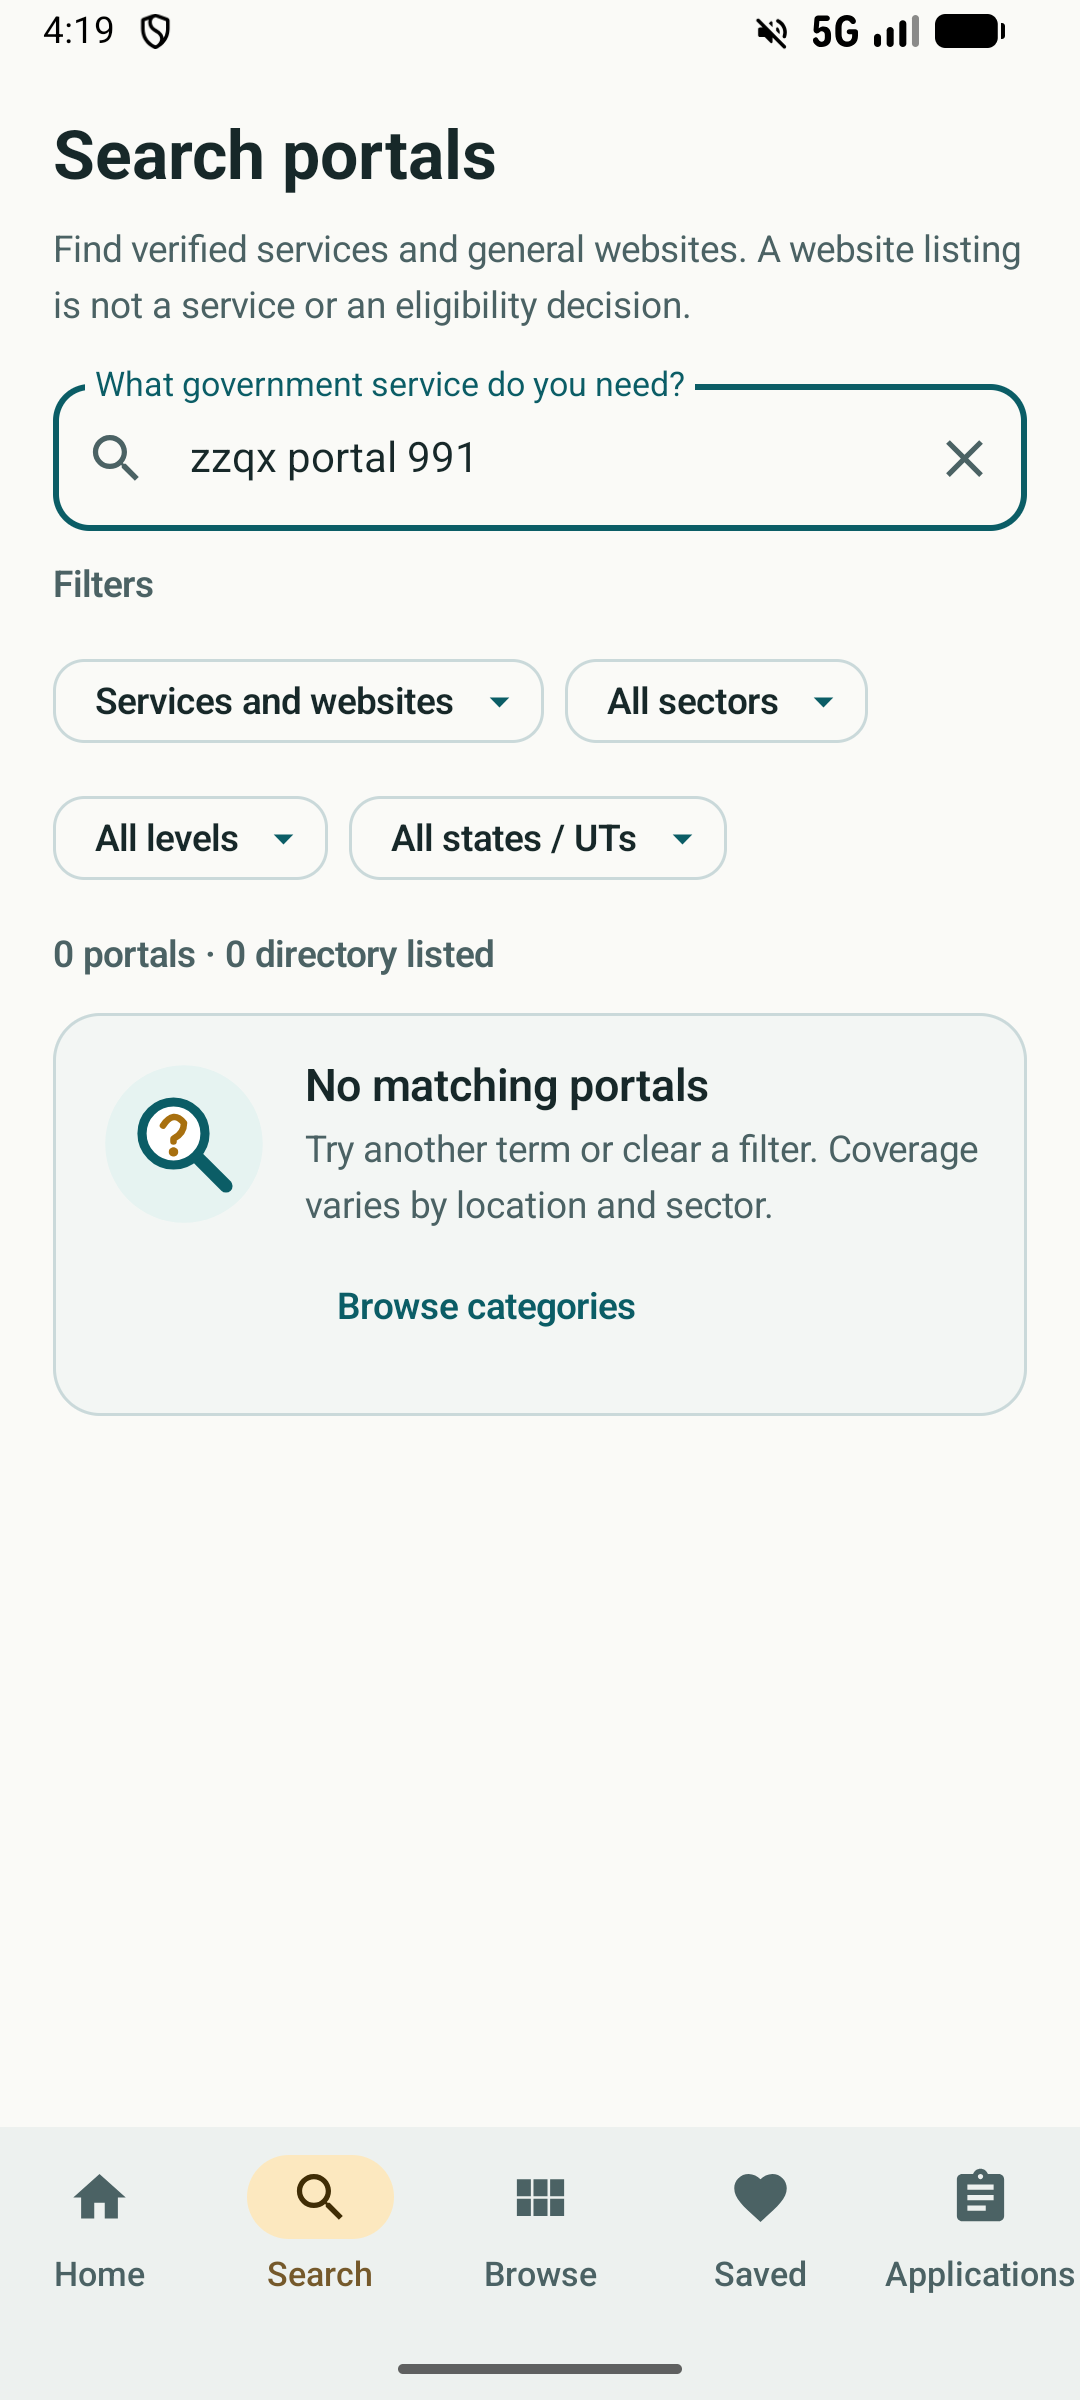 4:19
5G
Search portals
Find verified services and general websites. A website listing
is not a service or an eligibility decision.
What government service do you need?
zzqx portal 991
Filters
Services and websites
All sectors
All levels
All states / UTs
0 portals · 0 directory listed
No matching portals
Try another term or clear a filter. Coverage
varies by location and sector.
Browse categories
Home
Search
Browse
Saved
Applications